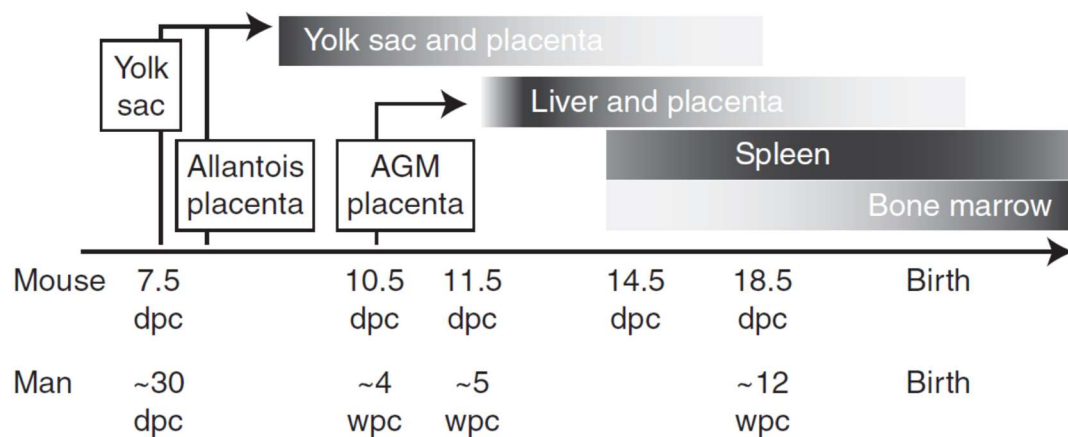 Yolk sac and placenta
Yolk
sac
Liver and placenta
Allantois
placenta
AGM
placenta
Spleen
Bone marrow
Mouse 7.5 10.5 11.5 14.5 18.5 Birth
dpc dpc dpc dpc dpc
Man ~30 ~4 ~5 ~12 Birth
dpc wpc wpc wpc